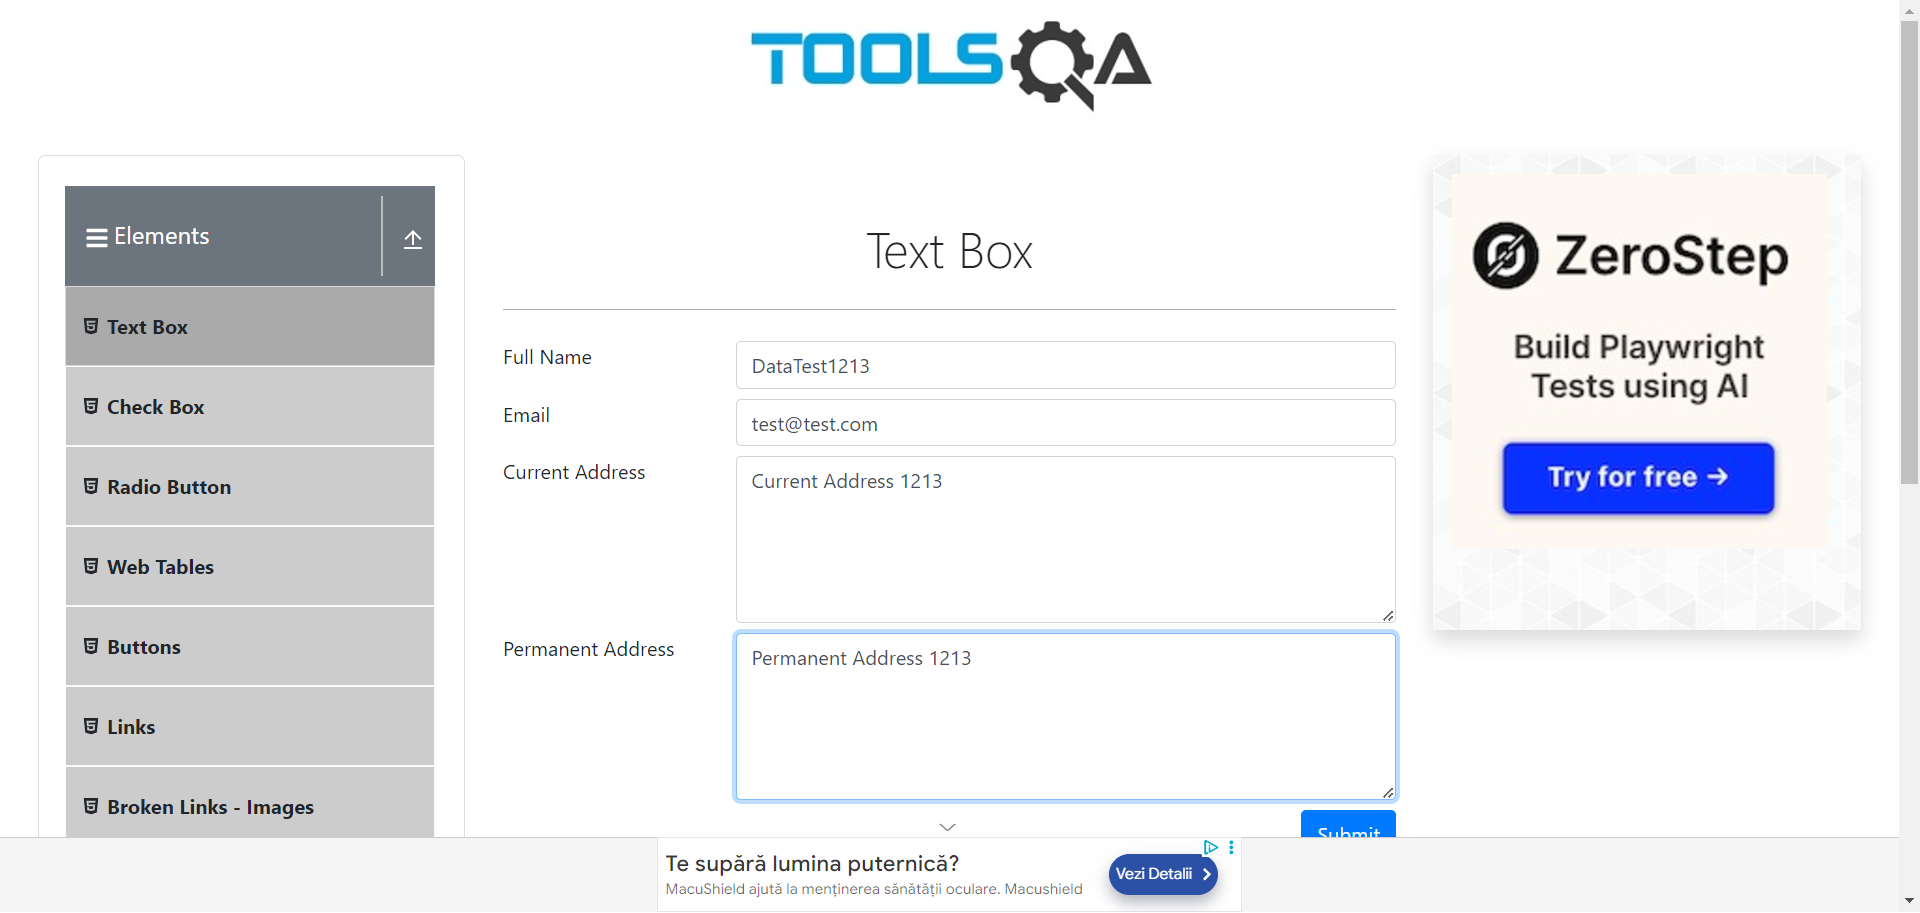 TOOLSQA
Elements
Text Box
Check Box
Radio Button
Web Tables
Buttons
Links
Broken Links - Images
Text Box
Full Name
DataTest1213
Email
test@test.com
Current Address
Current Address 1213
Permanent Address
Permanent Address 1213
Submit
ZeroStep
Build Playwright
Tests using AI
Try for free →
Te supără lumina puternică?
MacuShield ajută la menținerea sănătății oculare. Macushield
Vezi Detalii